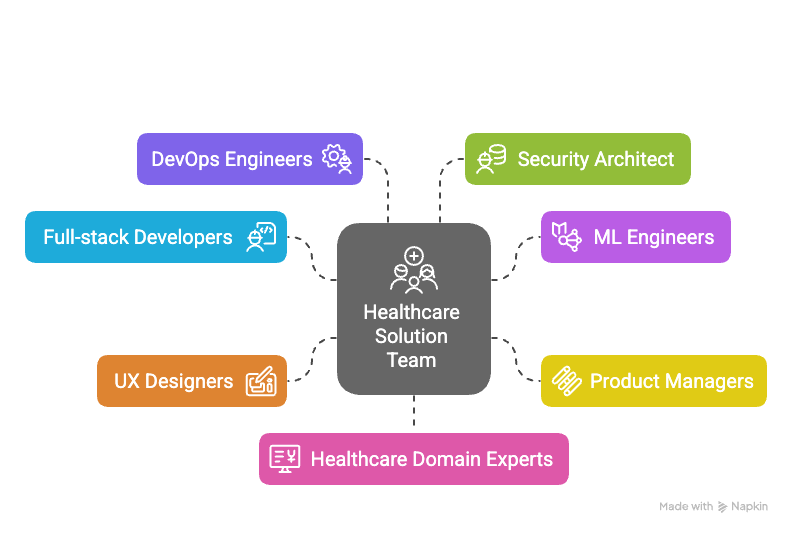 DevOps Engineers
Security Architect
Full-stack Developers
ML Engineers
Healthcare
Solution
Team
UX Designers
Product Managers
Healthcare Domain Experts
Made with Napkin